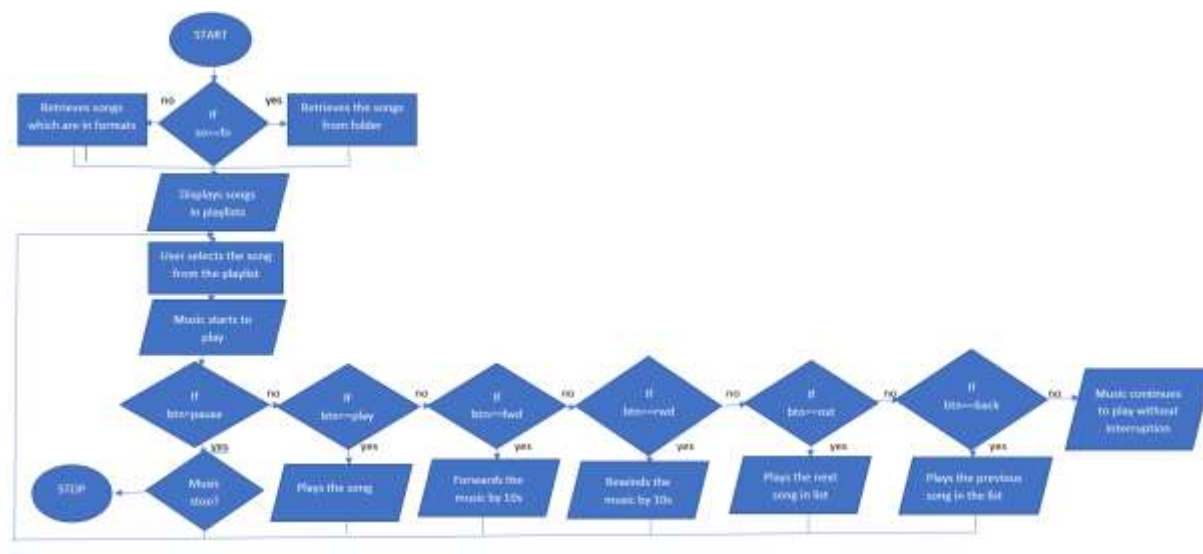 START
no
yes
Retrieves songs
which are in formats
If
Retrieves the songs
from folder
Displays songs
in playlists
User selects the song
from the playlist
Music starts to
play
If
btn==pause
no
If
btn==play
no
If
btn==fwd
no
If
btn==rwd
no
If
no
If
btn==back
no
Music continues
to play without
interruption
yes
yes
yes
yes
yes
yes
STOP
Music
stop?
Plays the song
Forwards the
music by 10s
Rewinds the
music by 10s
Plays the next
song in list
Plays the previous
song in the list